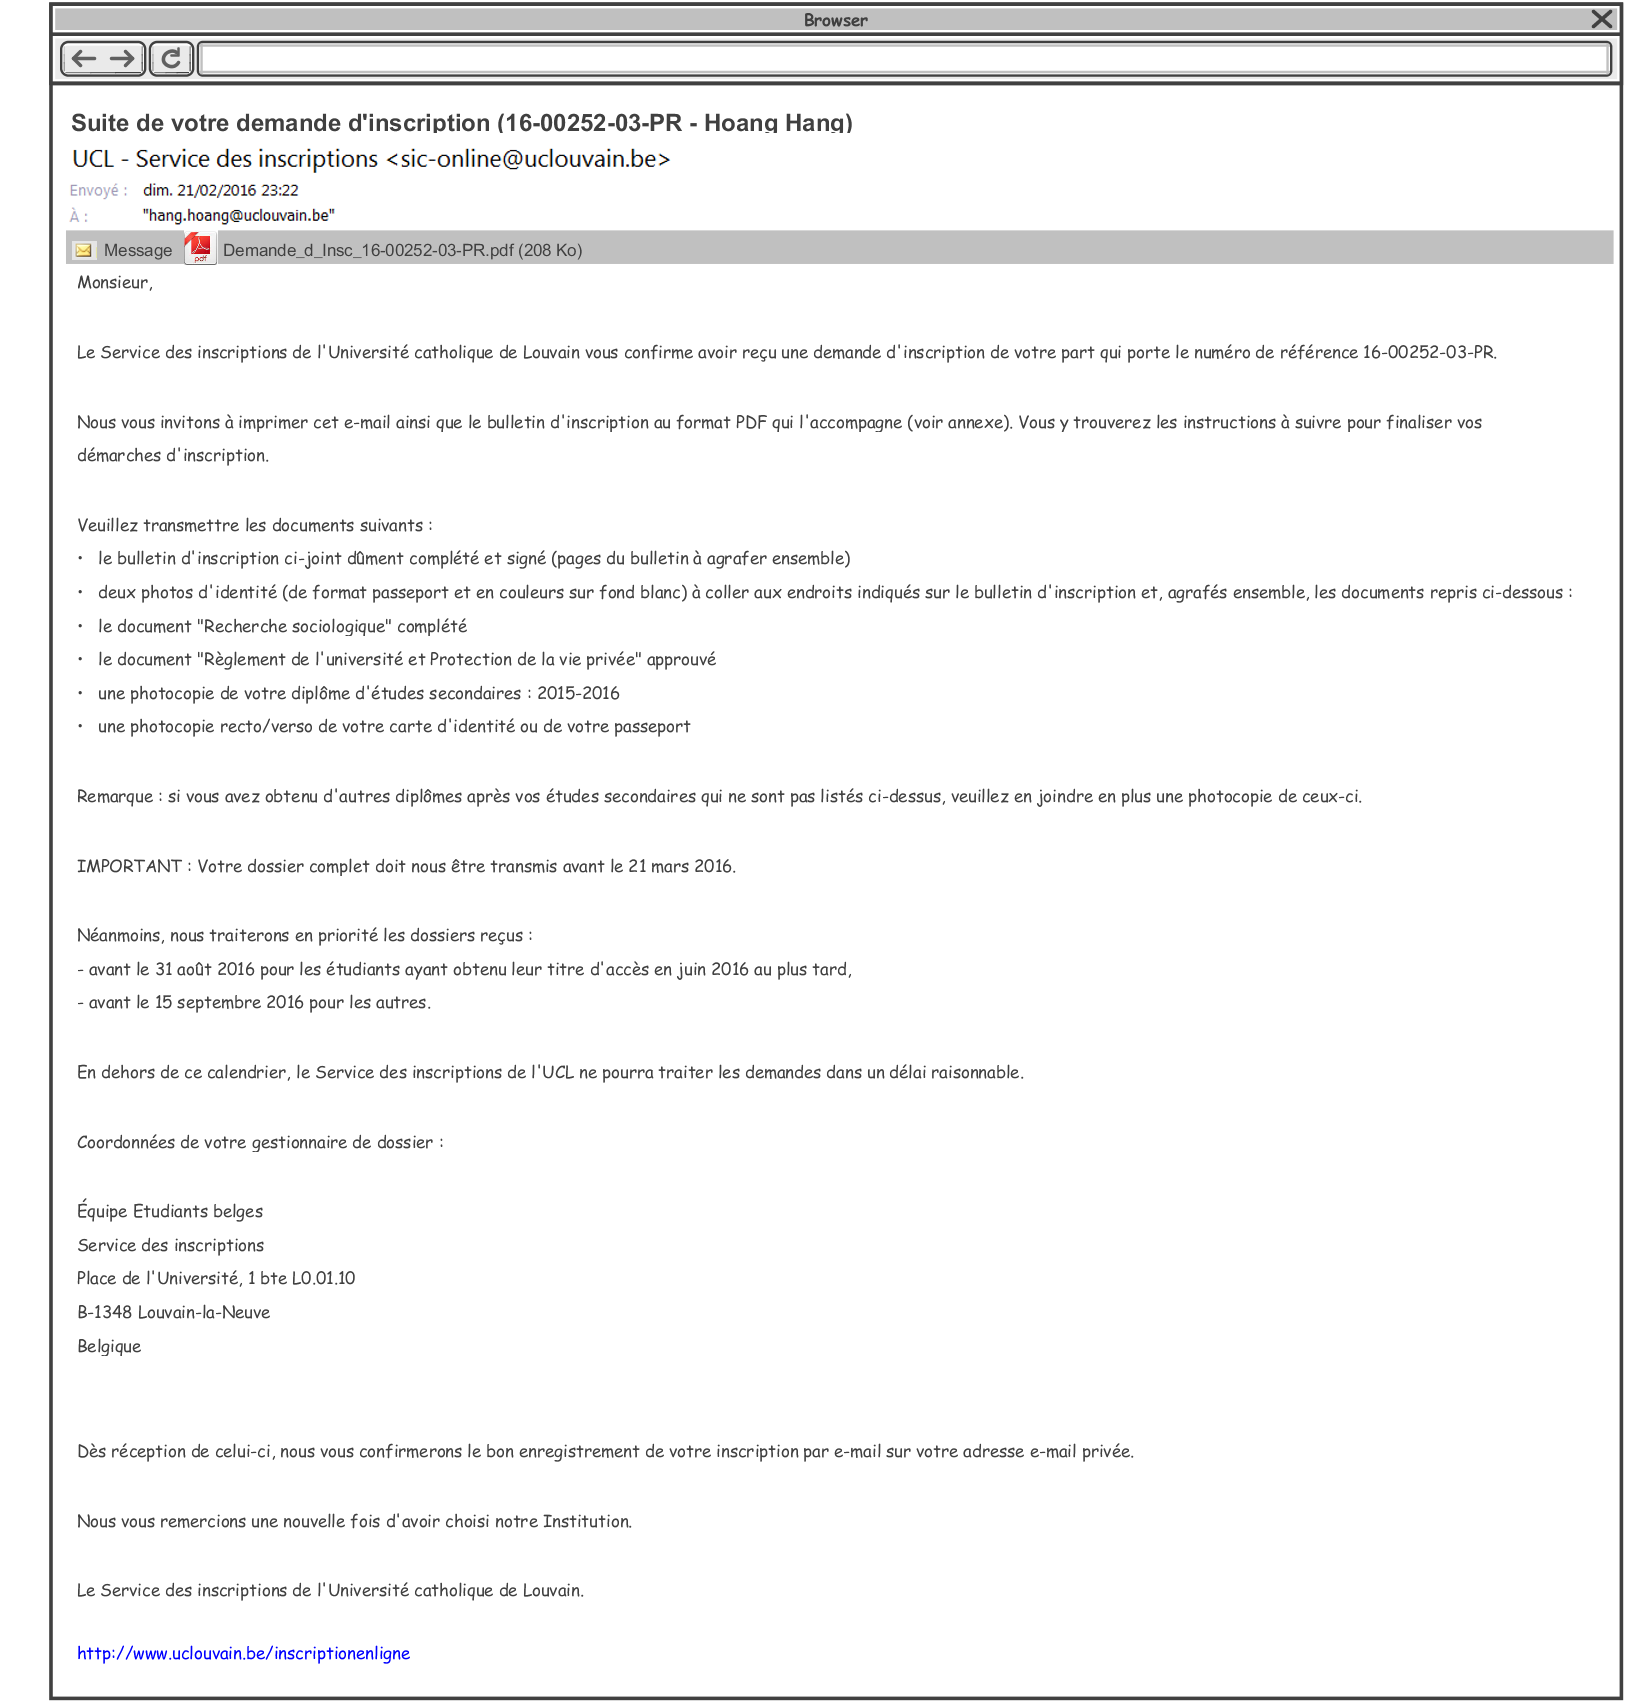 Browser
Suite de votre demande d'inscription (16-00252-03-PR - Hoang Hang)
UCL - Service des inscriptions <sic-online@uclouvain.be>
Envoyé : dim. 21/02/2016 23:22
À : "hang.hoang@uclouvain.be"
Message pdf Demande_d_Insc_16-00252-03-PR.pdf (208 Ko)
Monsieur,
Le Service des inscriptions de l'Université catholique de Louvain vous confirme avoir reçu une demande d'inscription de votre part qui porte le numéro de référence 16-00252-03-PR.
Nous vous invitons à imprimer cet e-mail ainsi que le bulletin d'inscription au format PDF qui l'accompagne (voir annexe). Vous y trouverez les instructions à suivre pour finaliser vos
démarches d'inscription.
Veuillez transmettre les documents suivants :
• le bulletin d'inscription ci-joint dûment complété et signé (pages du bulletin à agrafer ensemble)
• deux photos d'identité (de format passeport et en couleurs sur fond blanc) à coller aux endroits indiqués sur le bulletin d'inscription et, agrafés ensemble, les documents repris ci-dessous :
• le document "Recherche sociologique" complété
• le document "Règlement de l'université et Protection de la vie privée" approuvé
• une photocopie de votre diplôme d'études secondaires : 2015-2016
• une photocopie recto/verso de votre carte d'identité ou de votre passeport
Remarque : si vous avez obtenu d'autres diplômes après vos études secondaires qui ne sont pas listés ci-dessus, veuillez en joindre en plus une photocopie de ceux-ci.
IMPORTANT : Votre dossier complet doit nous être transmis avant le 21 mars 2016.
Néanmoins, nous traiterons en priorité les dossiers reçus :
- avant le 31 août 2016 pour les étudiants ayant obtenu leur titre d'accès en juin 2016 au plus tard,
- avant le 15 septembre 2016 pour les autres.
En dehors de ce calendrier, le Service des inscriptions de l'UCL ne pourra traiter les demandes dans un délai raisonnable.
Coordonnées de votre gestionnaire de dossier :
Équipe Etudiants belges
Service des inscriptions
Place de l'Université, 1 bte L0.01.10
B-1348 Louvain-la-Neuve
Belgique
Dès réception de celui-ci, nous vous confirmerons le bon enregistrement de votre inscription par e-mail sur votre adresse e-mail privée.
Nous vous remercions une nouvelle fois d'avoir choisi notre Institution.
Le Service des inscriptions de l'Université catholique de Louvain.
http://www.uclouvain.be/inscriptionenligne